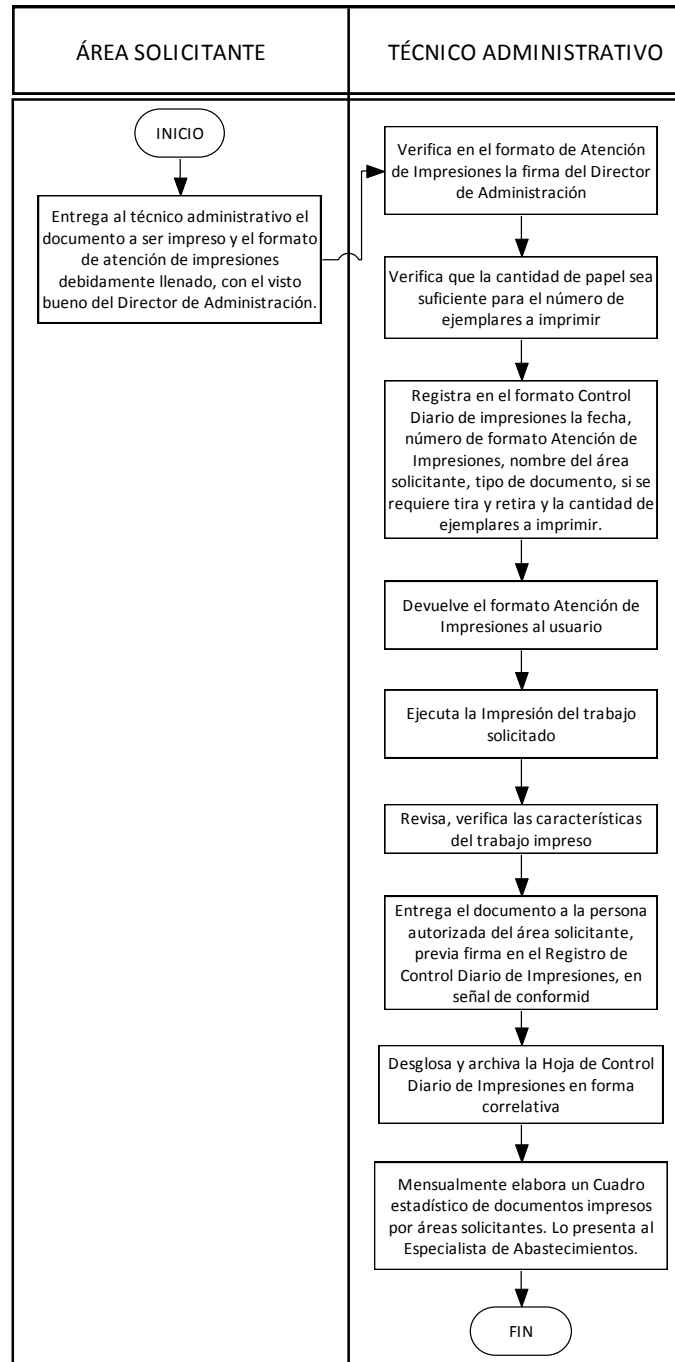 ÁREA SOLICITANTE
TÉCNICO ADMINISTRATIVO
INICIO
Entrega al técnico administrativo el
documento a ser impreso y el formato
de atención de impresiones
debidamente llenado, con el visto
bueno del Director de Administración.
Verifica en el formato de Atención
de Impresiones la firma del Director
de Administración
Verifica que la cantidad de papel sea
suficiente para el número de
ejemplares a imprimir
Registra en el formato Control
Diario de impresiones la fecha,
número de formato Atención de
Impresiones, nombre del área
solicitante, tipo de documento, si se
requiere tira y retira y la cantidad de
ejemplares a imprimir.
Devuelve el formato Atención de
Impresiones al usuario
Ejecuta la Impresión del trabajo
solicitado
Revisa, verifica las características
del trabajo impreso
Entrega el documento a la persona
autorizada del área solicitante,
previa firma en el Registro de
Control Diario de Impresiones, en
señal de conformid
Desglosa y archiva la Hoja de Control
Diario de Impresiones en forma
correlativa
Mensualmente elabora un Cuadro
estadístico de documentos impresos
por áreas solicitantes. Lo presenta al
Especialista de Abastecimientos.
FIN